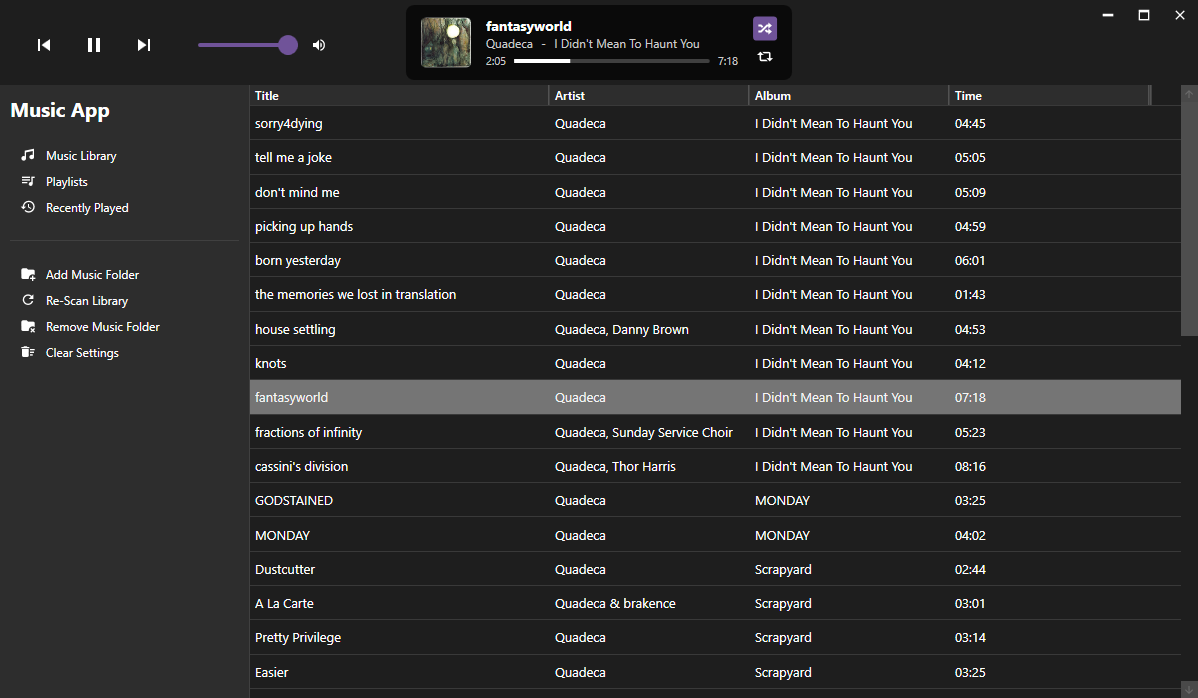 fantasyworld
Quadeca - I Didn't Mean To Haunt You
2:05 7:18
Music App
Music Library
Playlists
Recently Played
Add Music Folder
Re-Scan Library
Remove Music Folder
Clear Settings
Title Artist Album Time
sorry4dying Quadeca I Didn't Mean To Haunt You 04:45
tell me a joke Quadeca I Didn't Mean To Haunt You 05:05
don't mind me Quadeca I Didn't Mean To Haunt You 05:09
picking up hands Quadeca I Didn't Mean To Haunt You 04:59
born yesterday Quadeca I Didn't Mean To Haunt You 06:01
the memories we lost in translation Quadeca I Didn't Mean To Haunt You 01:43
house settling Quadeca, Danny Brown I Didn't Mean To Haunt You 04:53
knots Quadeca I Didn't Mean To Haunt You 04:12
fantasyworld Quadeca I Didn't Mean To Haunt You 07:18
fractions of infinity Quadeca, Sunday Service Choir I Didn't Mean To Haunt You 05:23
cassini's division Quadeca, Thor Harris I Didn't Mean To Haunt You 08:16
GODSTAINED Quadeca MONDAY 03:25
MONDAY Quadeca MONDAY 04:02
Dustcutter Quadeca Scrapyard 02:44
A La Carte Quadeca & brakence Scrapyard 03:01
Pretty Privilege Quadeca Scrapyard 03:14
Easier Quadeca Scrapyard 03:25